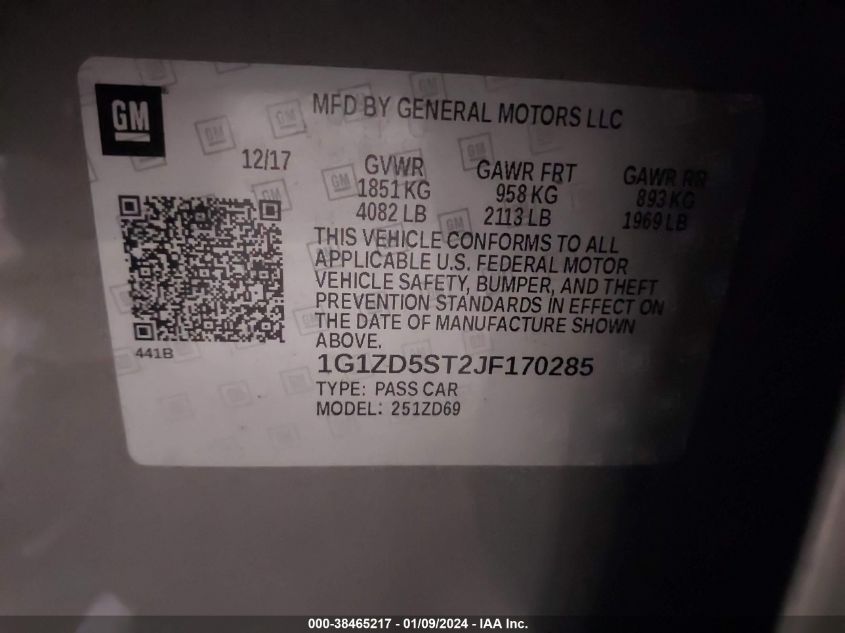 GM
MFD BY GENERAL MOTORS LLC
12/17
GVWR GAWR FRT GAWR RR
1851 KG 958 KG 893 KG
4082 LB 2113 LB 1969 LB
THIS VEHICLE CONFORMS TO ALL
APPLICABLE U.S. FEDERAL MOTOR
VEHICLE SAFETY, BUMPER, AND THEFT
PREVENTION STANDARDS IN EFFECT ON
THE DATE OF MANUFACTURE SHOWN
ABOVE.
441B
1G1ZD5ST2JF170285
TYPE: PASS CAR
MODEL: 251ZD69
000-38465217 - 01/09/2024 - IAA Inc.